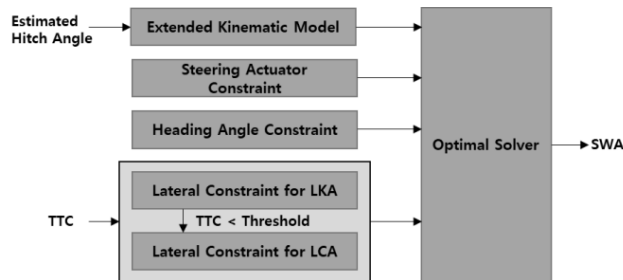 Estimated
Hitch Angle
Extended Kinematic Model
Steering Actuator
Constraint
Heading Angle Constraint
Optimal Solver
SWA
Lateral Constraint for LKA
TTC
TTC < Threshold
Lateral Constraint for LCA